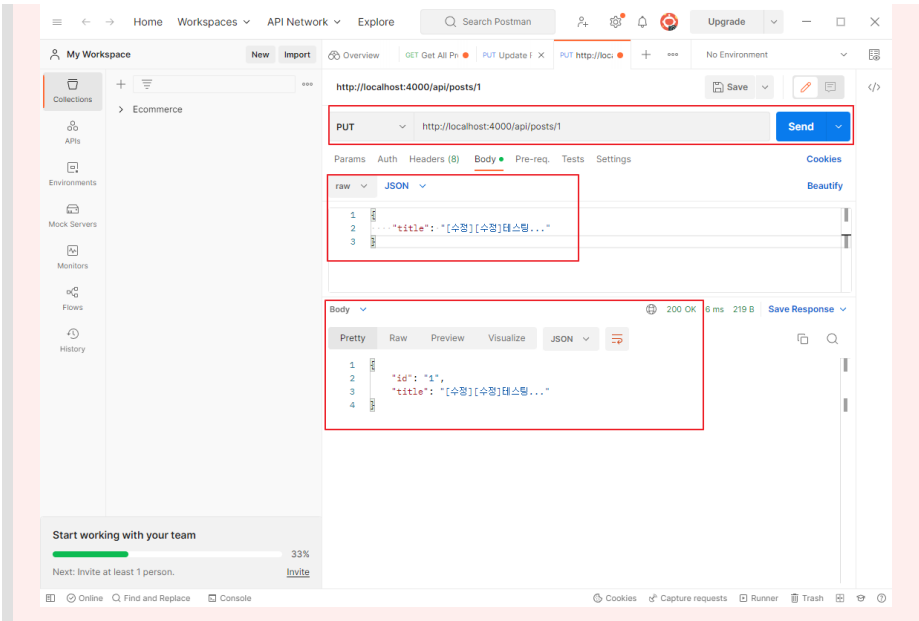 Home Workspaces API Network Explore Search Postman Upgrade
My Workspace New Import Overview GET Get All Pr PUT Update F PUT http://loca No Environment
Collections
APIs
Environments
Mock Servers
Monitors
Flows
History
Ecommerce
http://localhost:4000/api/posts/1 Save
PUT http://localhost:4000/api/posts/1 Send
Params Auth Headers (8) Body Pre-req. Tests Settings Cookies
raw JSON Beautify
1 {
2 "title": "[수정][수정]테스팅..."
3 }
Body 200 OK 6 ms 219 B Save Response
Pretty Raw Preview Visualize JSON
1 {
2 "id": "1",
3 "title": "[수정][수정]테스팅..."
4 }
Start working with your team
33%
Next: Invite at least 1 person. Invite
Online Find and Replace Console Cookies Capture requests Runner Trash